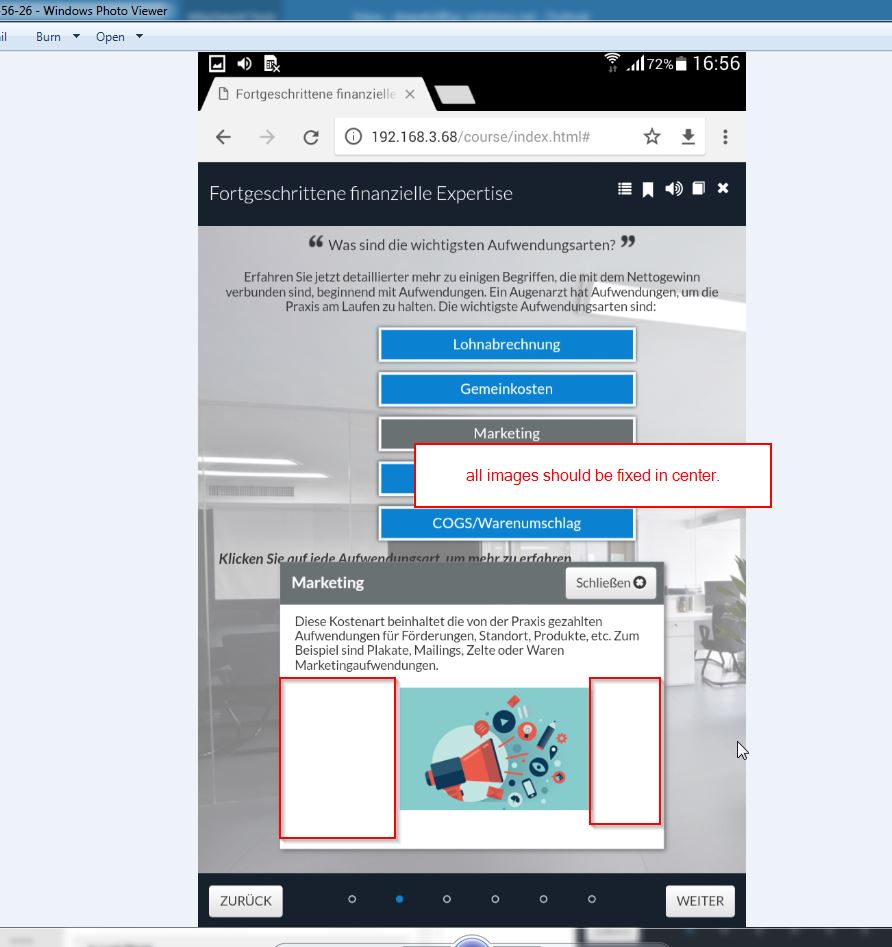 56-26 - Windows Photo Viewer
il Burn Open
72% 16:56
Fortgeschrittene finanzielle
192.168.3.68/course/index.html#
Fortgeschrittene finanzielle Expertise
“ Was sind die wichtigsten Aufwendungsarten? ”
Erfahren Sie jetzt detaillierter mehr zu einigen Begriffen, die mit dem Nettogewinn
verbunden sind, beginnend mit Aufwendungen. Ein Augenarzt hat Aufwendungen, um die
Praxis am Laufen zu halten. Die wichtigste Aufwendungsarten sind:
Lohnabrechnung
Gemeinkosten
Marketing
all images should be fixed in center.
COGS/Warenumschlag
Klicken Sie auf jede Aufwendungsart, um mehr zu erfahren
Marketing Schließen
Diese Kostenart beinhaltet die von der Praxis gezahlten
Aufwendungen für Förderungen, Standort, Produkte, etc. Zum
Beispiel sind Plakate, Mailings, Zelte oder Waren
Marketingaufwendungen.
ZURÜCK WEITER